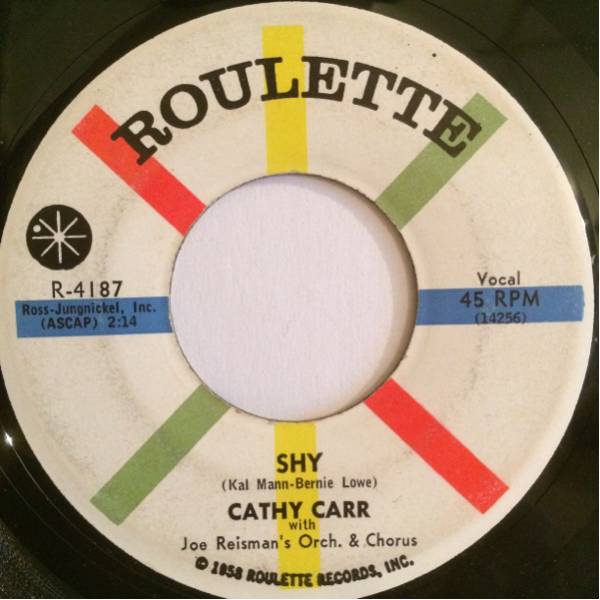 ROULETTE
R-4187
Ross-Jungnickel, Inc.
(ASCAP) 2:14
Vocal
45 RPM
(14256)
SHY
(Kal Mann-Bernie Lowe)
CATHY CARR
with
Joe Reisman's Orch. & Chorus
© 1958 ROULETTE RECORDS, INC.